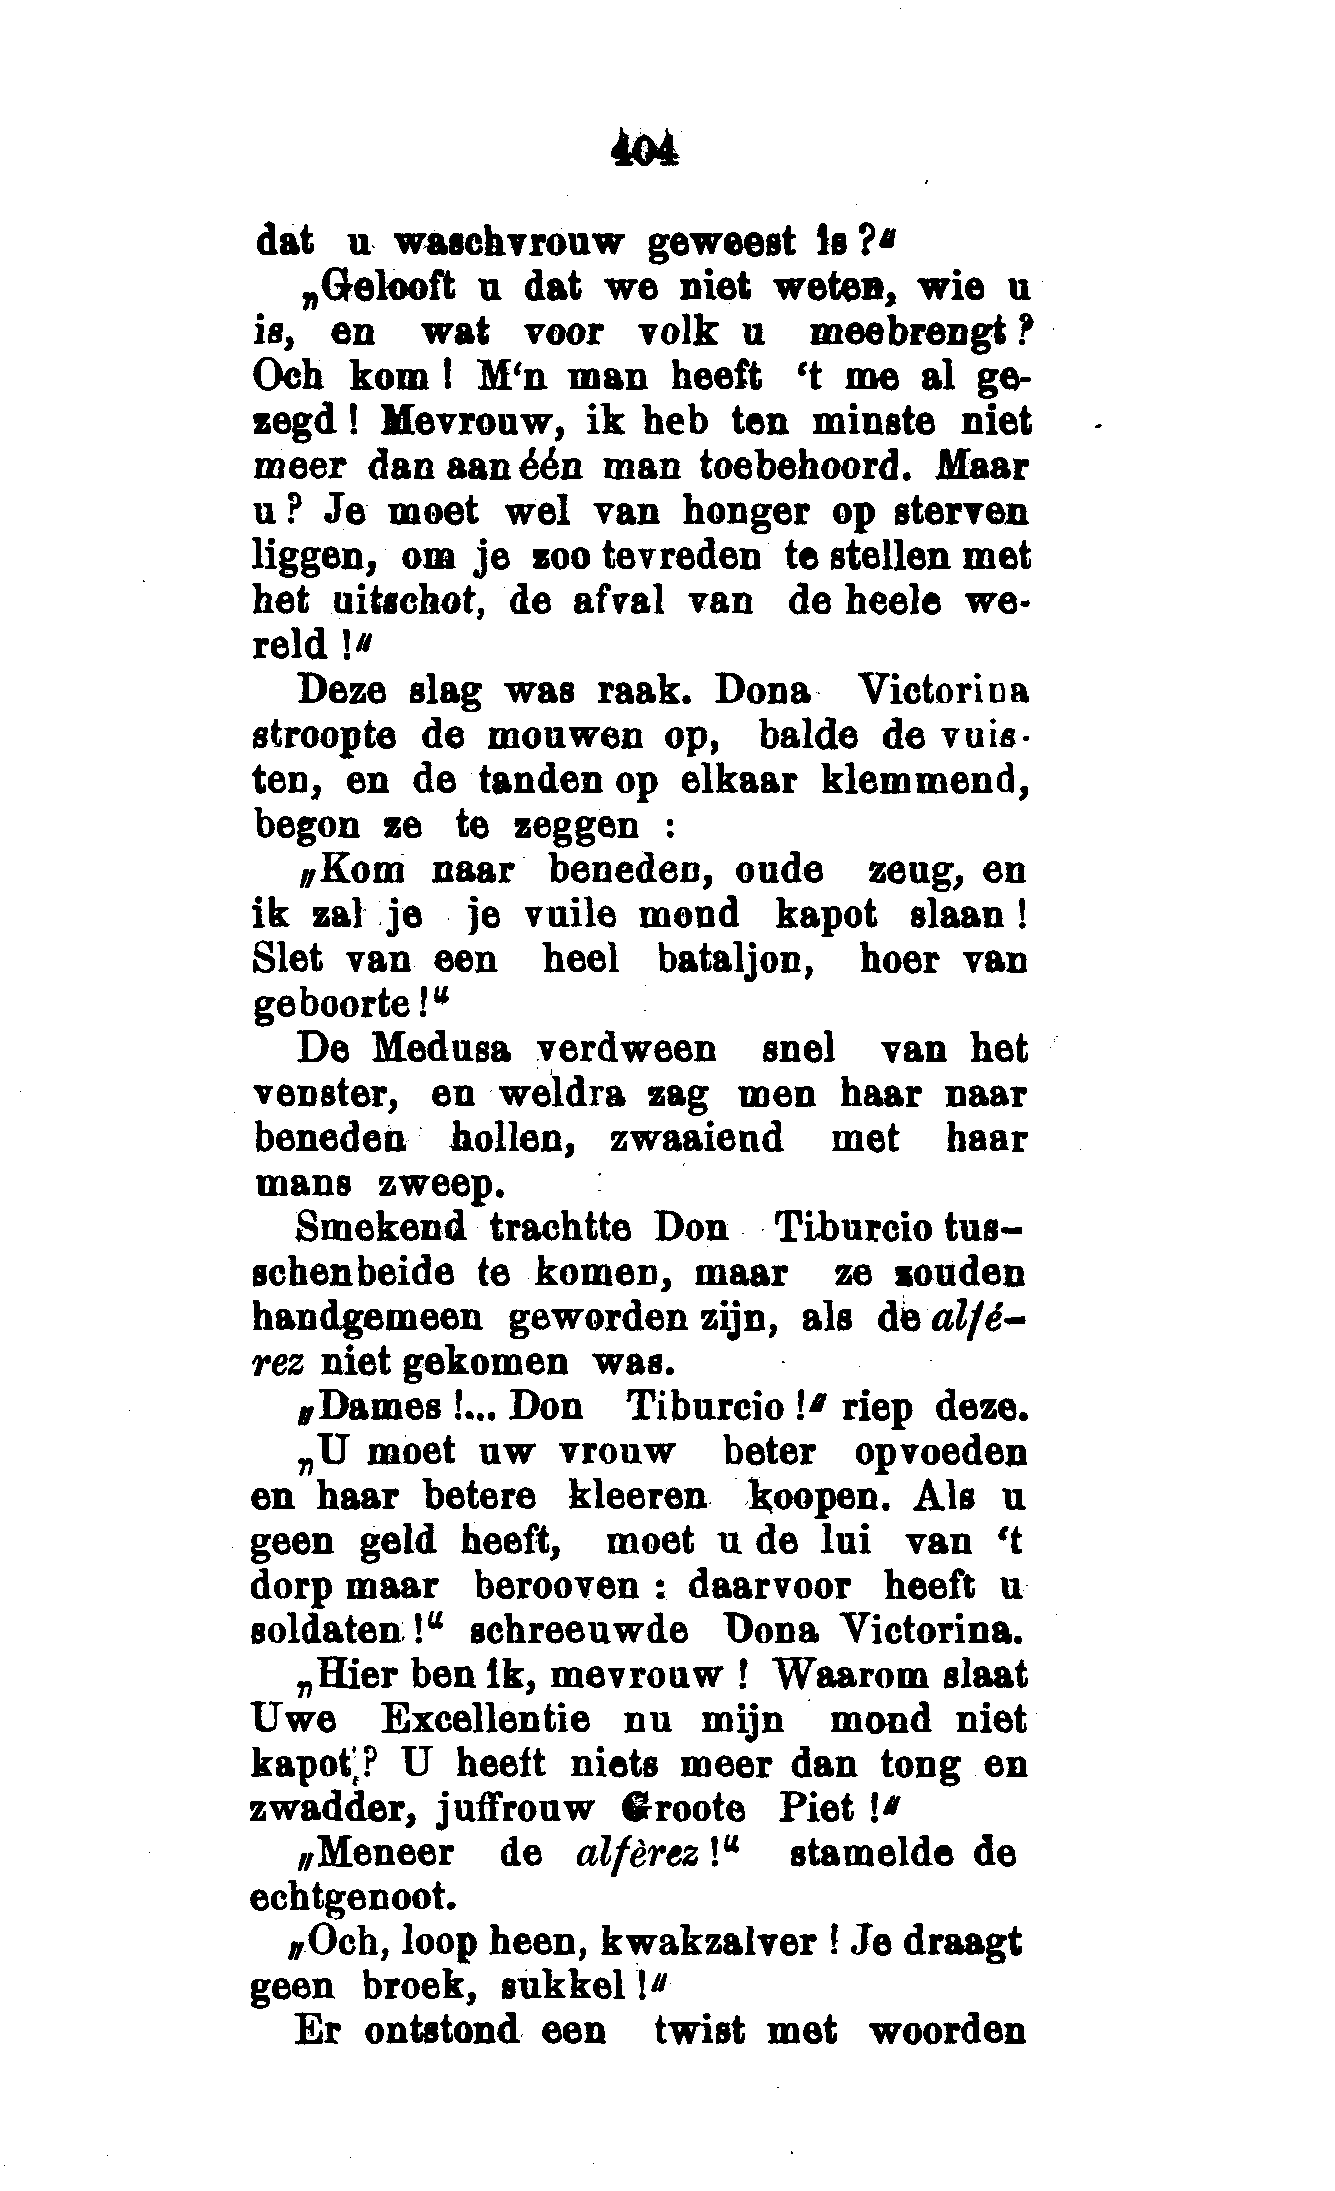 404
dat u waschvrouw geweest is?“
„Gelooft u dat we niet weten, wie u
is, en wat voor volk u meebrengt?
Och kom! M‘n man heeft ‘t me al ge-
zegd! Mevrouw, ik heb ten minste niet
meer dan aan één man toebehoord. Maar
u? Je moet wel van honger op sterven
liggen, om je zoo tevreden te stellen met
het uitschot, de afval van de heele we-
reld!“
Deze slag was raak. Dona Victorina
stroopte de mouwen op, balde de vuis-
ten, en de tanden op elkaar klemmend,
begon ze te zeggen :
„Kom naar beneden, oude zeug, en
ik zal je je vuile mond kapot slaan!
Slet van een heel bataljon, hoer van
geboorte!“
De Medusa verdween snel van het
venster, en weldra zag men haar naar
beneden hollen, zwaaiend met haar
mans zweep.
Smekend trachtte Don Tiburcio tus-
schenbeide te komen, maar ze zouden
handgemeen geworden zijn, als de alfé-
rez niet gekomen was.
„Dames!... Don Tiburcio!“ riep deze.
„U moet uw vrouw beter opvoeden
en haar betere kleeren koopen. Als u
geen geld heeft, moet u de lui van ‘t
dorp maar berooven : daarvoor heeft u
soldaten!“ schreeuwde Dona Victorina.
„Hier ben ik, mevrouw! Waarom slaat
Uwe Excellentie nu mijn mond niet
kapot? U heeft niets meer dan tong en
zwadder, juffrouw Groote Piet!“
„Meneer de alfèrez!“ stamelde de
echtgenoot.
„Och, loop heen, kwakzalver! Je draagt
geen broek, sukkel!“
Er ontstond een twist met woorden